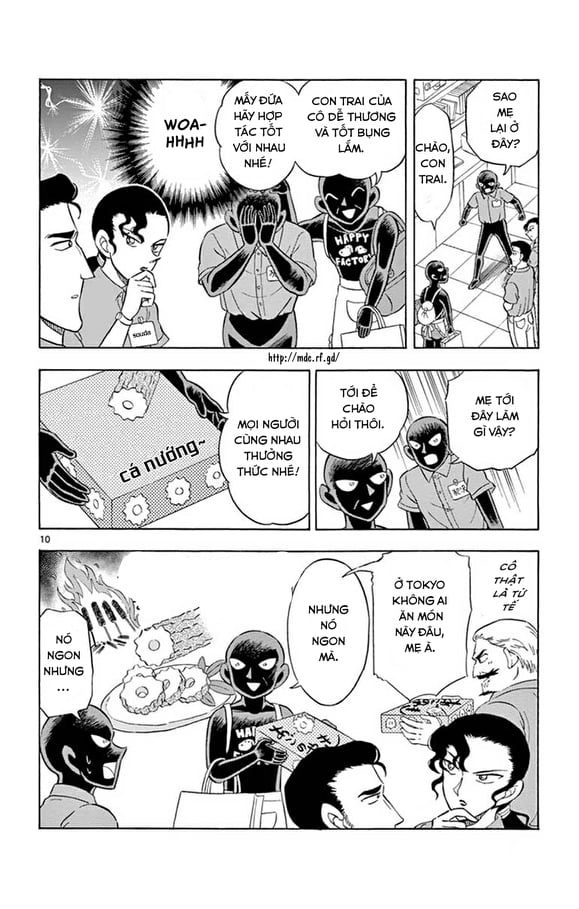 SAO
MẸ
LẠI Ở
ĐÂY?
CHÀO,
CON
TRAI.
CON TRAI CỦA
CÔ DỄ THƯƠNG
VÀ TỐT BỤNG
LẮM.
MẤY ĐỨA
HÃY HỢP
TÁC TỐT
VỚI NHAU
NHÉ!
WOA-
HHHH
HAPPY
FACTORY
souda
http://mdc.rf.gd/
MẸ TỚI
ĐÂY LÀM
GÌ VẬY?
TỚI ĐỂ
CHÀO
HỎI THÔI.
MỌI NGƯỜI
CÙNG NHAU
THƯỞNG
THỨC NHÉ!
cá nướng~
10
CÔ
THẬT
LÀ TỬ
TẾ
Ở TOKYO
KHÔNG AI
ĂN MÓN
NÀY ĐÂU,
MẸ À.
NHƯNG
NÓ
NGON
MÀ.
NÓ
NGON
NHƯNG
...